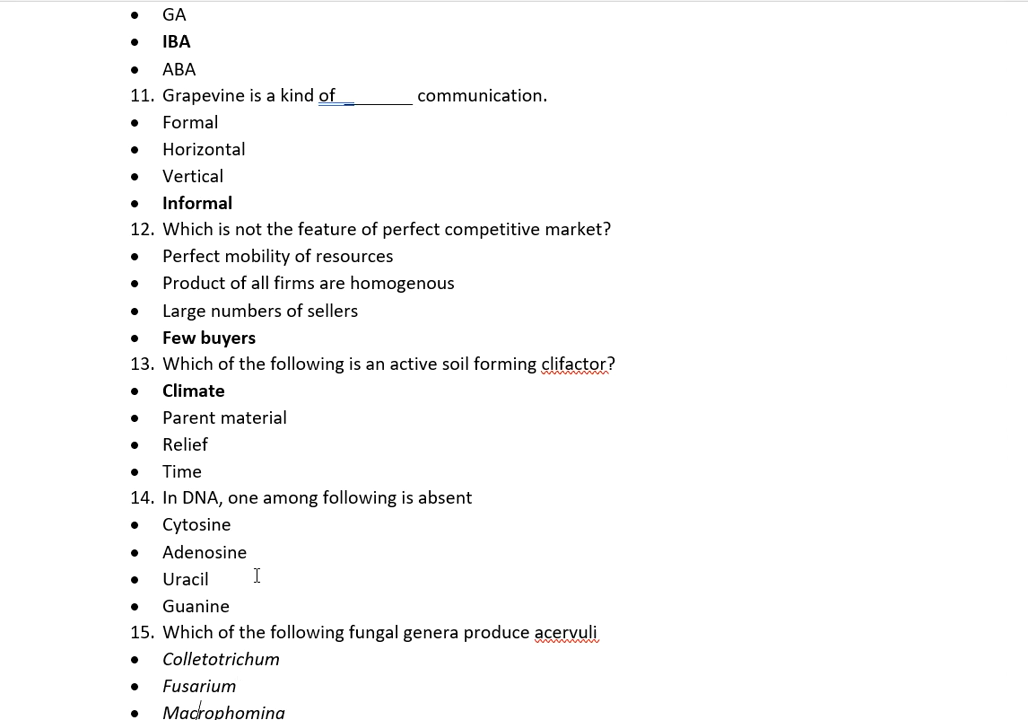 • GA
• IBA
• ABA
11. Grapevine is a kind of ________ communication.
• Formal
• Horizontal
• Vertical
• Informal
12. Which is not the feature of perfect competitive market?
• Perfect mobility of resources
• Product of all firms are homogenous
• Large numbers of sellers
• Few buyers
13. Which of the following is an active soil forming clifactor?
• Climate
• Parent material
• Relief
• Time
14. In DNA, one among following is absent
• Cytosine
• Adenosine
• Uracil
• Guanine
15. Which of the following fungal genera produce acervuli
• Colletotrichum
• Fusarium
• Macrophomina